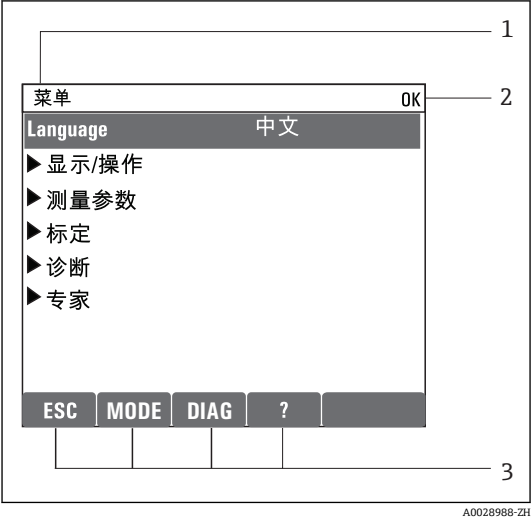 1
菜单 OK 2
Language 中文
▶显示/操作
▶测量参数
▶标定
▶诊断
▶专家
ESC MODE DIAG ?
3
A0028988-ZH